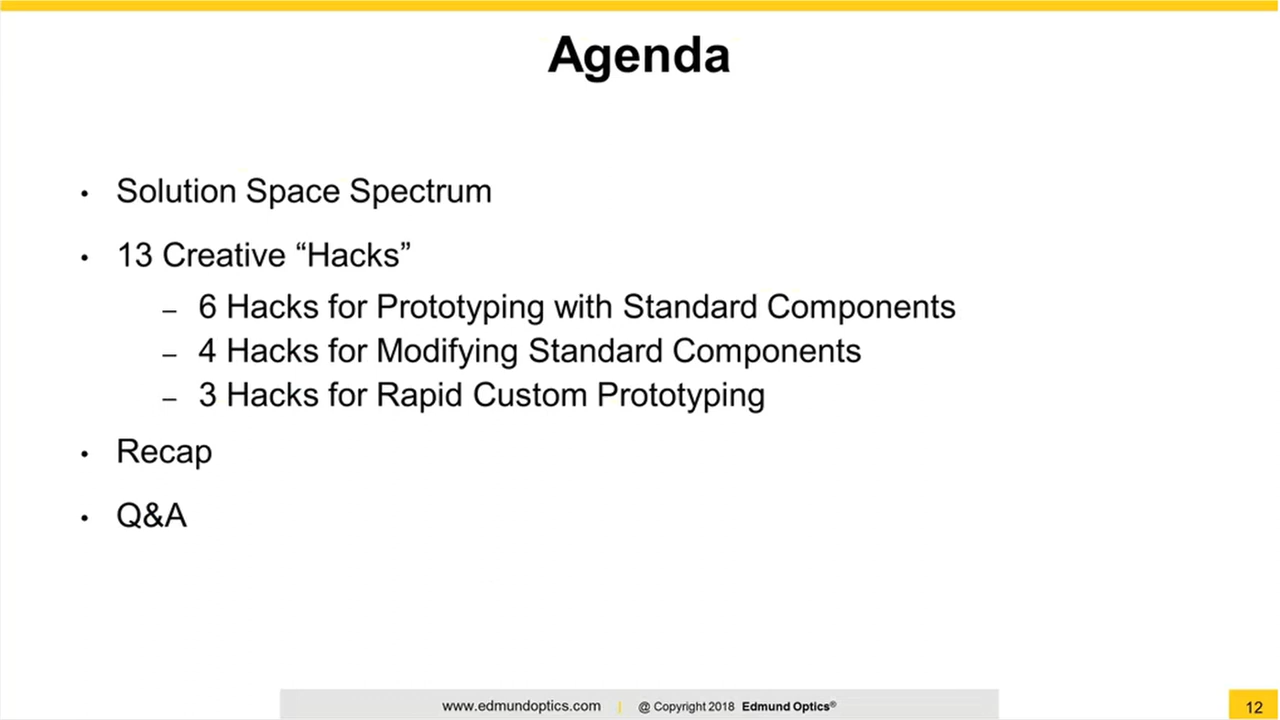 Agenda
• Solution Space Spectrum
• 13 Creative “Hacks”
– 6 Hacks for Prototyping with Standard Components
– 4 Hacks for Modifying Standard Components
– 3 Hacks for Rapid Custom Prototyping
• Recap
• Q&A
www.edmundoptics.com | @ Copyright 2018 Edmund Optics®
12